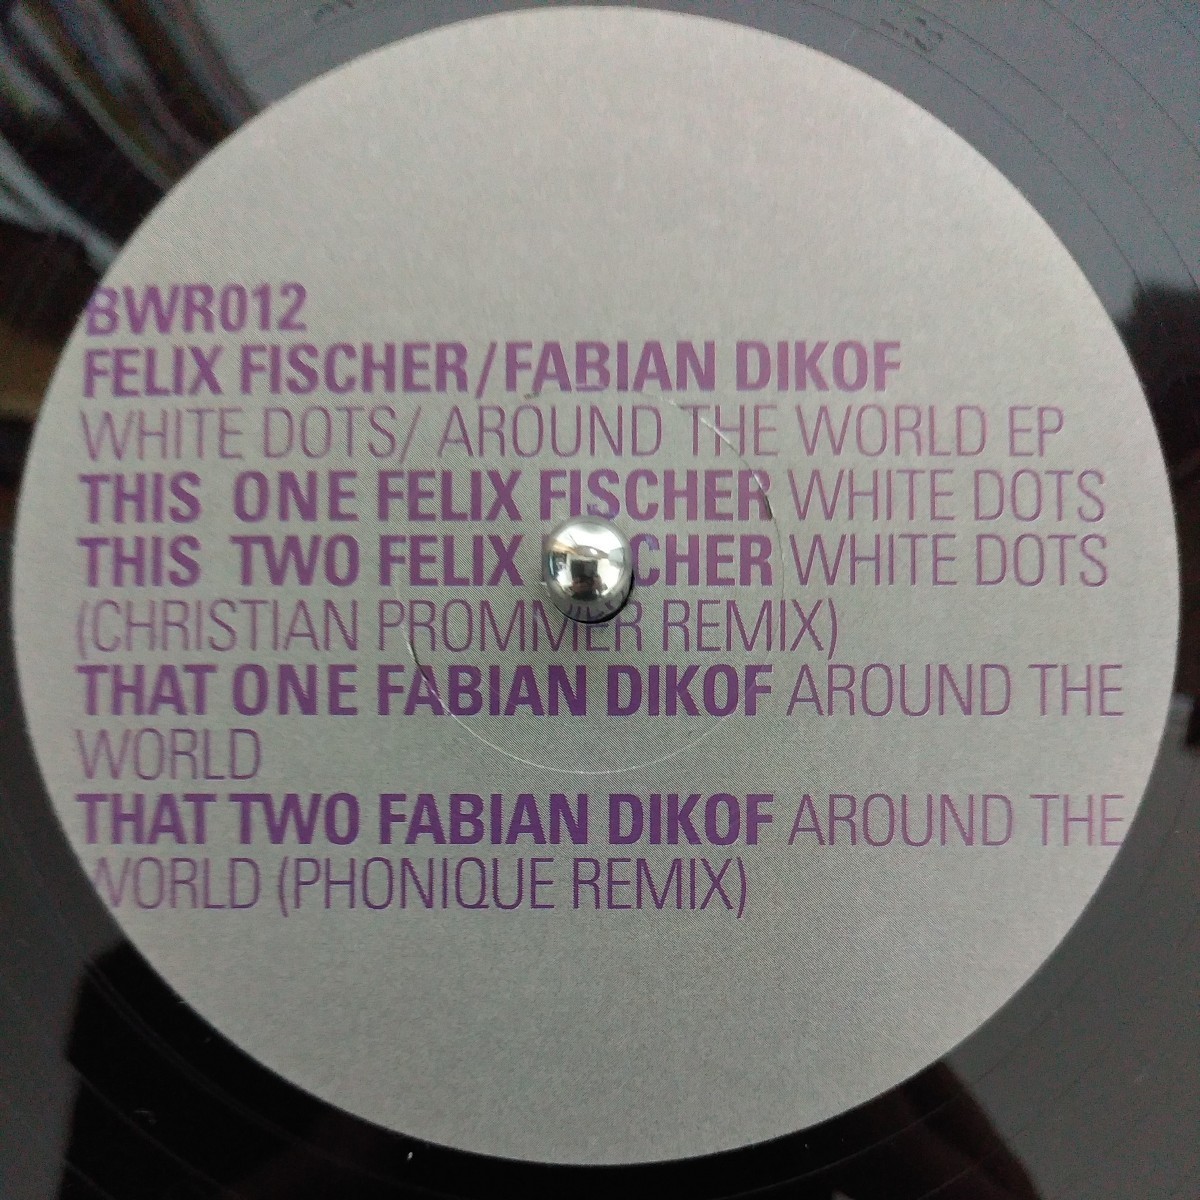 BWR012
FELIX FISCHER/FABIAN DIKOF
WHITE DOTS/ AROUND THE WORLD EP
THIS ONE FELIX FISCHER WHITE DOTS
THIS TWO FELIX FISCHER WHITE DOTS
(CHRISTIAN PROMMER REMIX)
THAT ONE FABIAN DIKOF AROUND THE
WORLD
THAT TWO FABIAN DIKOF AROUND THE
WORLD (PHONIQUE REMIX)